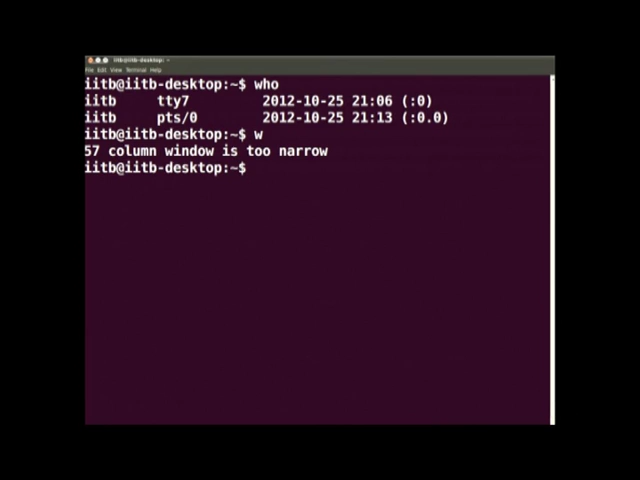 iitb@iitb-desktop: ~
File Edit View Terminal Help
iitb@iitb-desktop:~$ who
iitb     tty7         2012-10-25 21:06 (:0)
iitb     pts/0        2012-10-25 21:13 (:0.0)
iitb@iitb-desktop:~$ w
57 column window is too narrow
iitb@iitb-desktop:~$